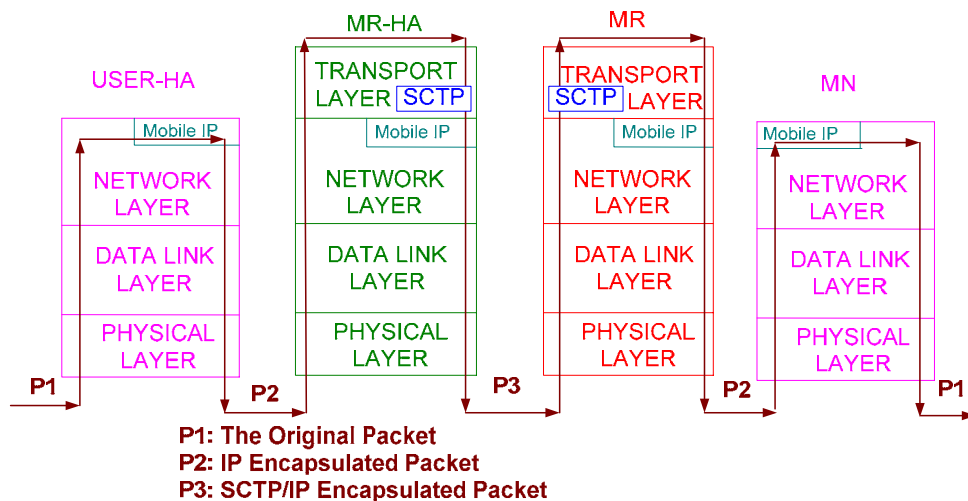 USER-HA
MR-HA
MR
MN
Mobile IP
NETWORK
LAYER
DATA LINK
LAYER
PHYSICAL
LAYER
TRANSPORT
LAYER
SCTP
Mobile IP
NETWORK
LAYER
DATA LINK
LAYER
PHYSICAL
LAYER
TRANSPORT
SCTP
LAYER
Mobile IP
NETWORK
LAYER
DATA LINK
LAYER
PHYSICAL
LAYER
Mobile IP
NETWORK
LAYER
DATA LINK
LAYER
PHYSICAL
LAYER
P1
P2
P3
P2
P1
P1: The Original Packet
P2: IP Encapsulated Packet
P3: SCTP/IP Encapsulated Packet